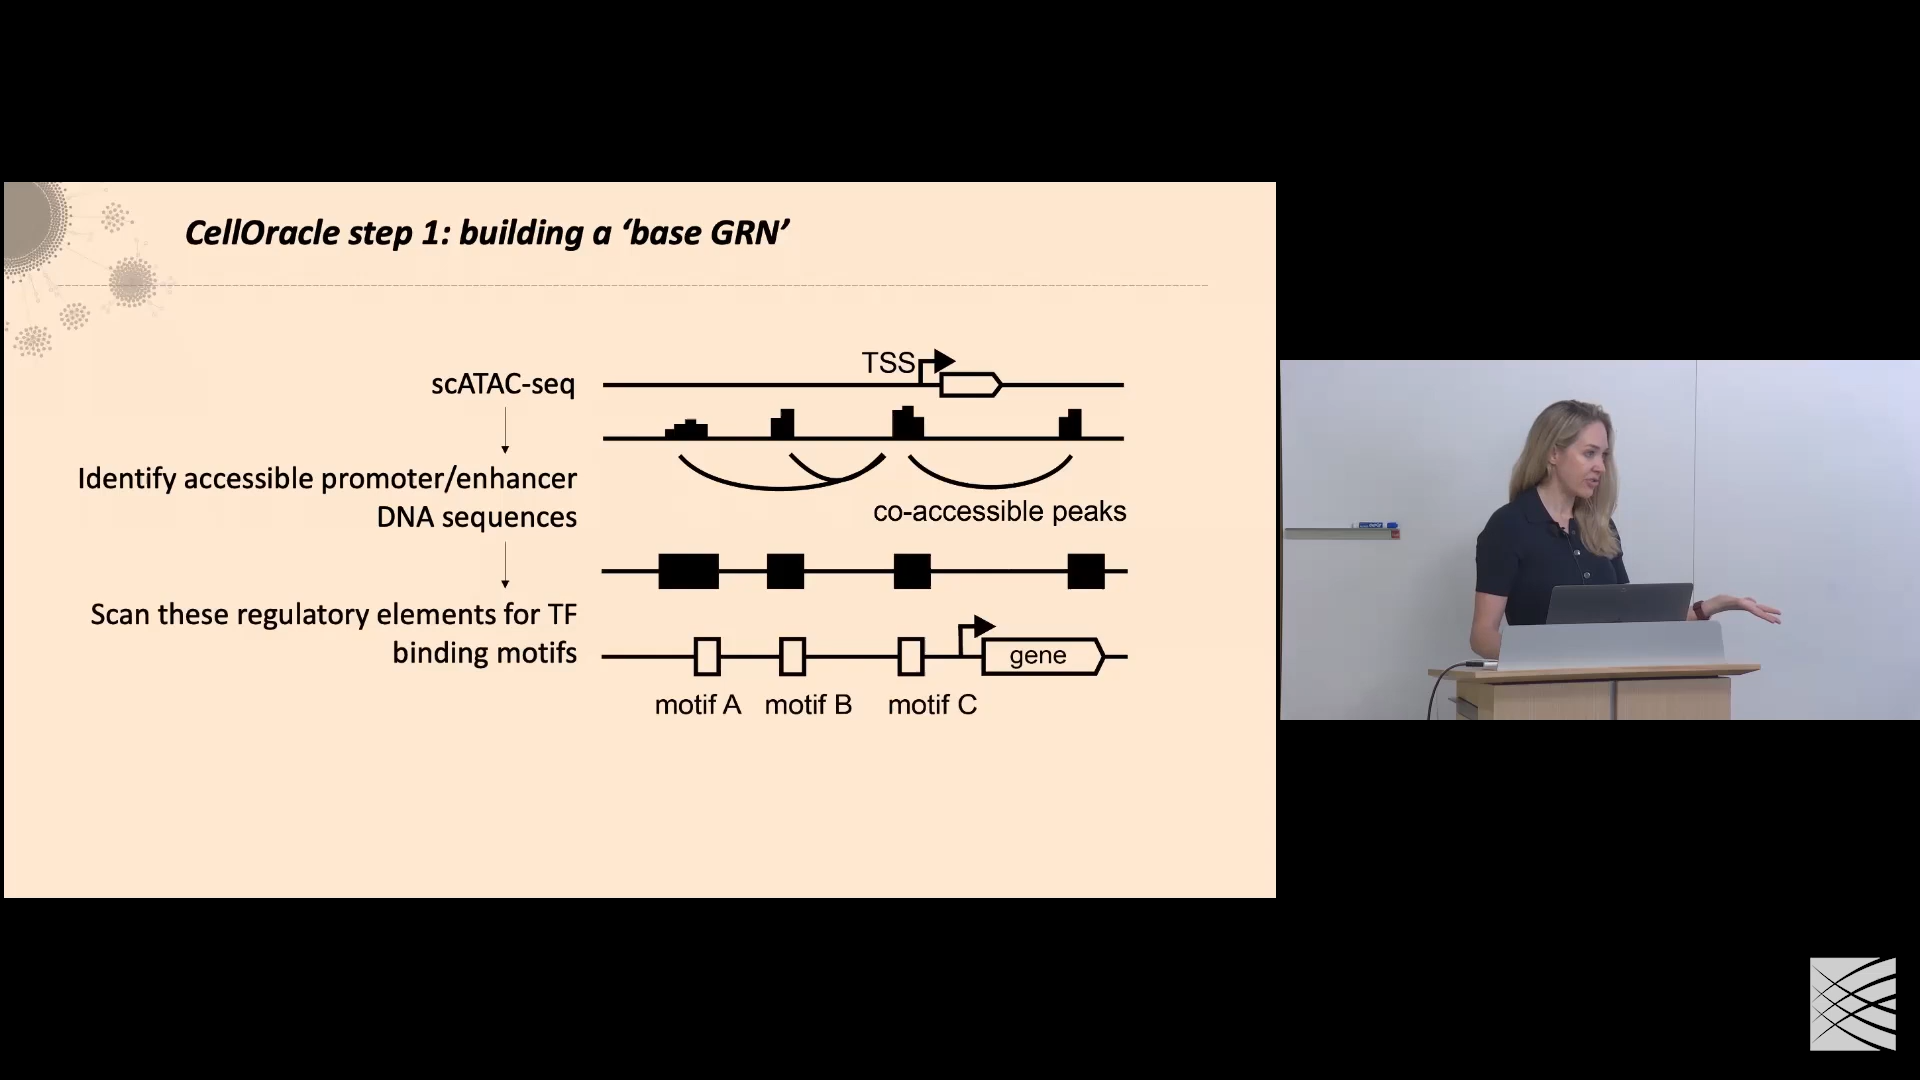 CellOracle step 1: building a ‘base GRN’
scATAC-seq
TSS
Identify accessible promoter/enhancer
DNA sequences
co-accessible peaks
Scan these regulatory elements for TF
binding motifs
gene
motif A
motif B
motif C